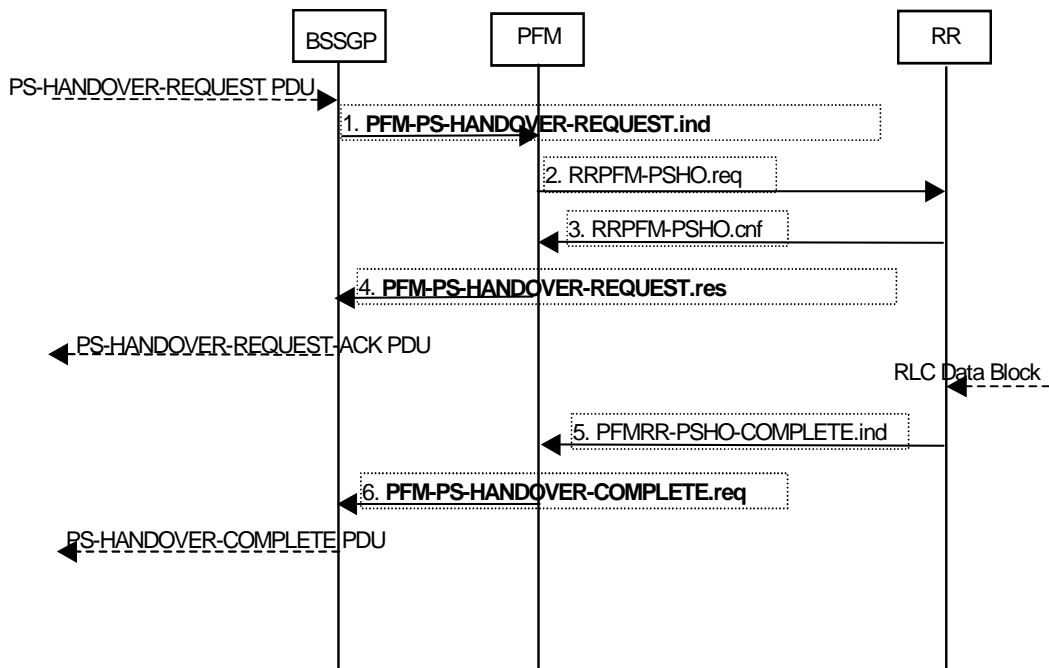 BSSGP
PFM
RR
PS-HANDOVER-REQUEST PDU
1. PFM-PS-HANDOVER-REQUEST.ind
2. RRPFM-PSHO.req
3. RRPFM-PSHO.cnf
4. PFM-PS-HANDOVER-REQUEST.res
PS-HANDOVER-REQUEST-ACK PDU
RLC Data Block
5. PFMRR-PSHO-COMPLETE.ind
6. PFM-PS-HANDOVER-COMPLETE.req
PS-HANDOVER-COMPLETE PDU